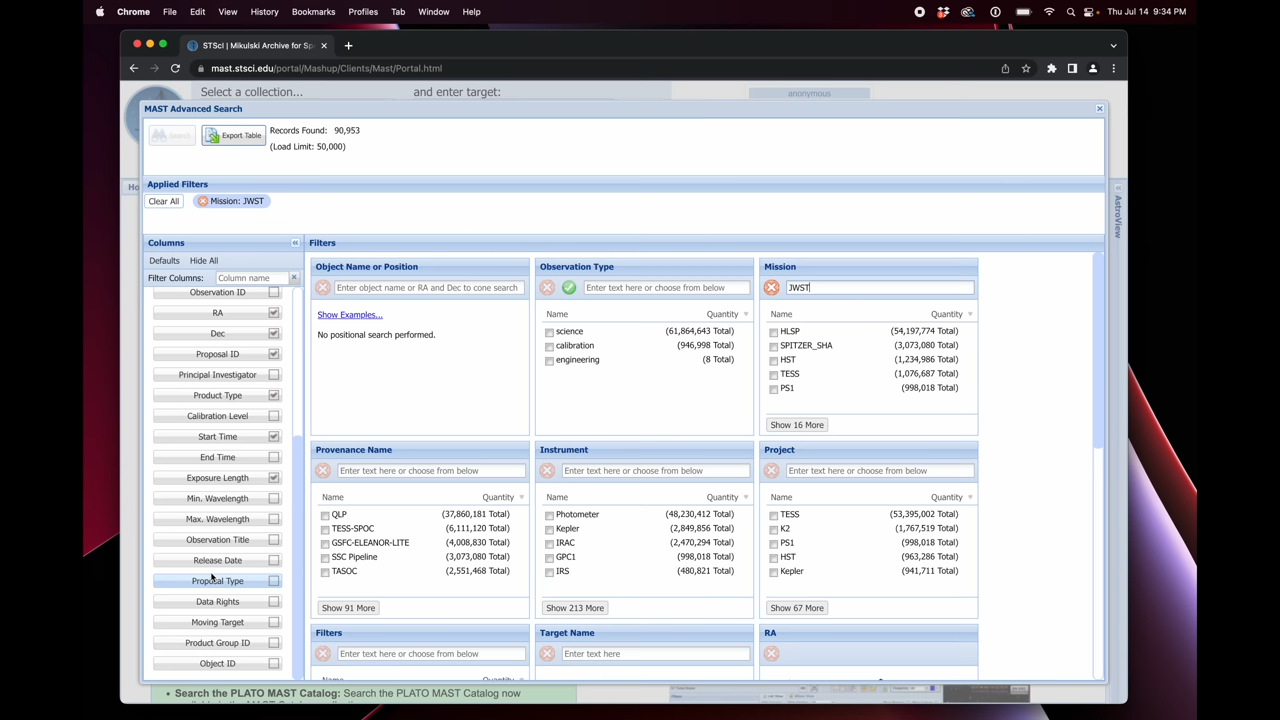 Chrome File Edit View History Bookmarks Profiles Tab Window Help Thu Jul 14 9:34 PM
STScI | Mikulski Archive for Sp
mast.stsci.edu/portal/Mashup/Clients/Mast/Portal.html
Select a collection... and enter target: anonymous
MAST Advanced Search
Search Export Table Records Found: 90,953
(Load Limit: 50,000)
Ho
Applied Filters
Clear All Mission: JWST
AstroView
Columns
Defaults Hide All
Filter Columns: Column name
Observation ID
RA
Dec
Proposal ID
Principal Investigator
Product Type
Calibration Level
Start Time
End Time
Exposure Length
Min. Wavelength
Max. Wavelength
Observation Title
Release Date
Proposal Type
Data Rights
Moving Target
Product Group ID
Object ID
Filters
Object Name or Position
Enter object name or RA and Dec to cone search
Show Examples...
No positional search performed.
Observation Type
Enter text here or choose from below
Name Quantity
science (61,864,643 Total)
calibration (946,998 Total)
engineering (8 Total)
Mission
JWST
Name Quantity
HLSP (54,197,774 Total)
SPITZER_SHA (3,073,080 Total)
HST (1,234,986 Total)
TESS (1,076,687 Total)
PS1 (998,018 Total)
Show 16 More
Provenance Name
Enter text here or choose from below
Name Quantity
QLP (37,860,181 Total)
TESS-SPOC (6,111,120 Total)
GSFC-ELEANOR-LITE (4,008,830 Total)
SSC Pipeline (3,073,080 Total)
TASOC (2,551,468 Total)
Show 91 More
Instrument
Enter text here or choose from below
Name Quantity
Photometer (48,230,412 Total)
Kepler (2,849,856 Total)
IRAC (2,470,294 Total)
GPC1 (998,018 Total)
IRS (480,821 Total)
Show 213 More
Project
Enter text here or choose from below
Name Quantity
TESS (53,395,002 Total)
K2 (1,767,519 Total)
PS1 (998,018 Total)
HST (963,286 Total)
Kepler (941,711 Total)
Show 67 More
Filters
Enter text here or choose from below
Name Quantity
Target Name
Enter text here
RA
• Search the PLATO MAST Catalog: Search the PLATO MAST Catalog now